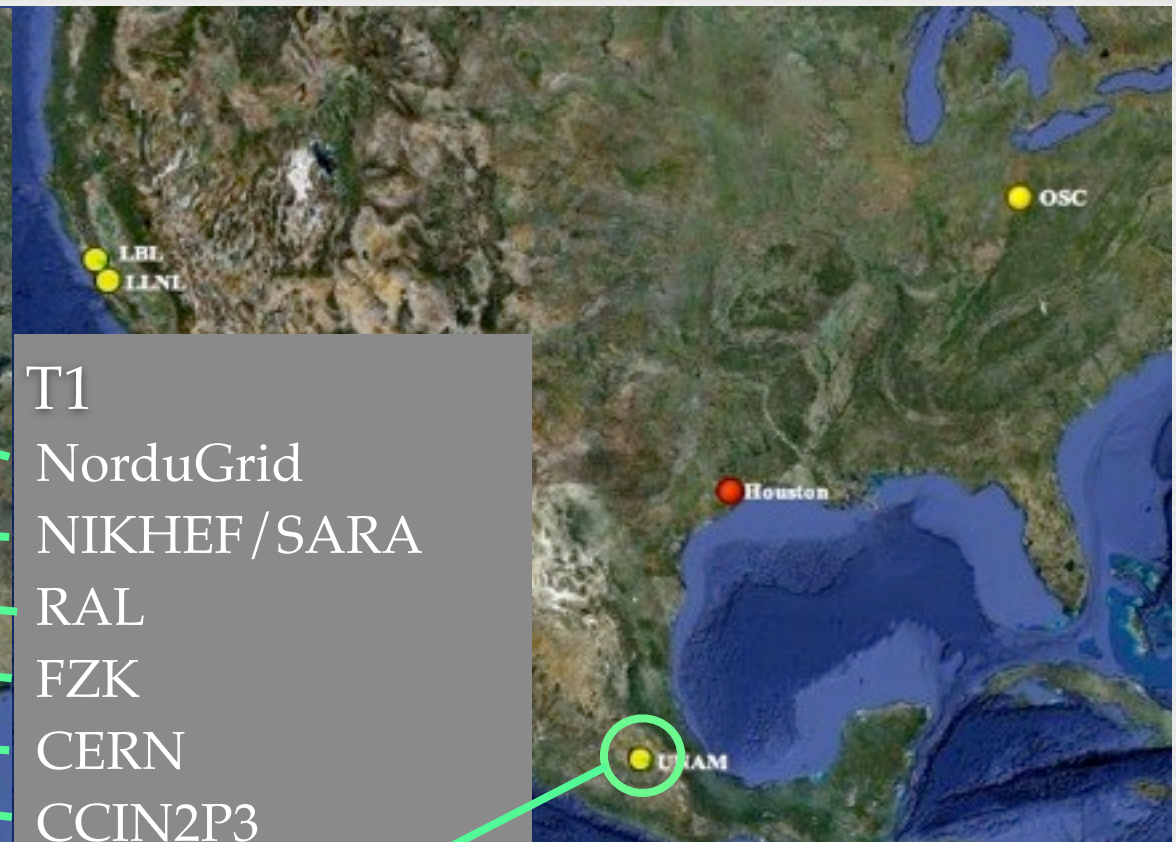 OSC
LBL
LLNL
T1
NorduGrid
NIKHEF/SARA
RAL
Houston
FZK
CERN
UNAM
CCIN2P3